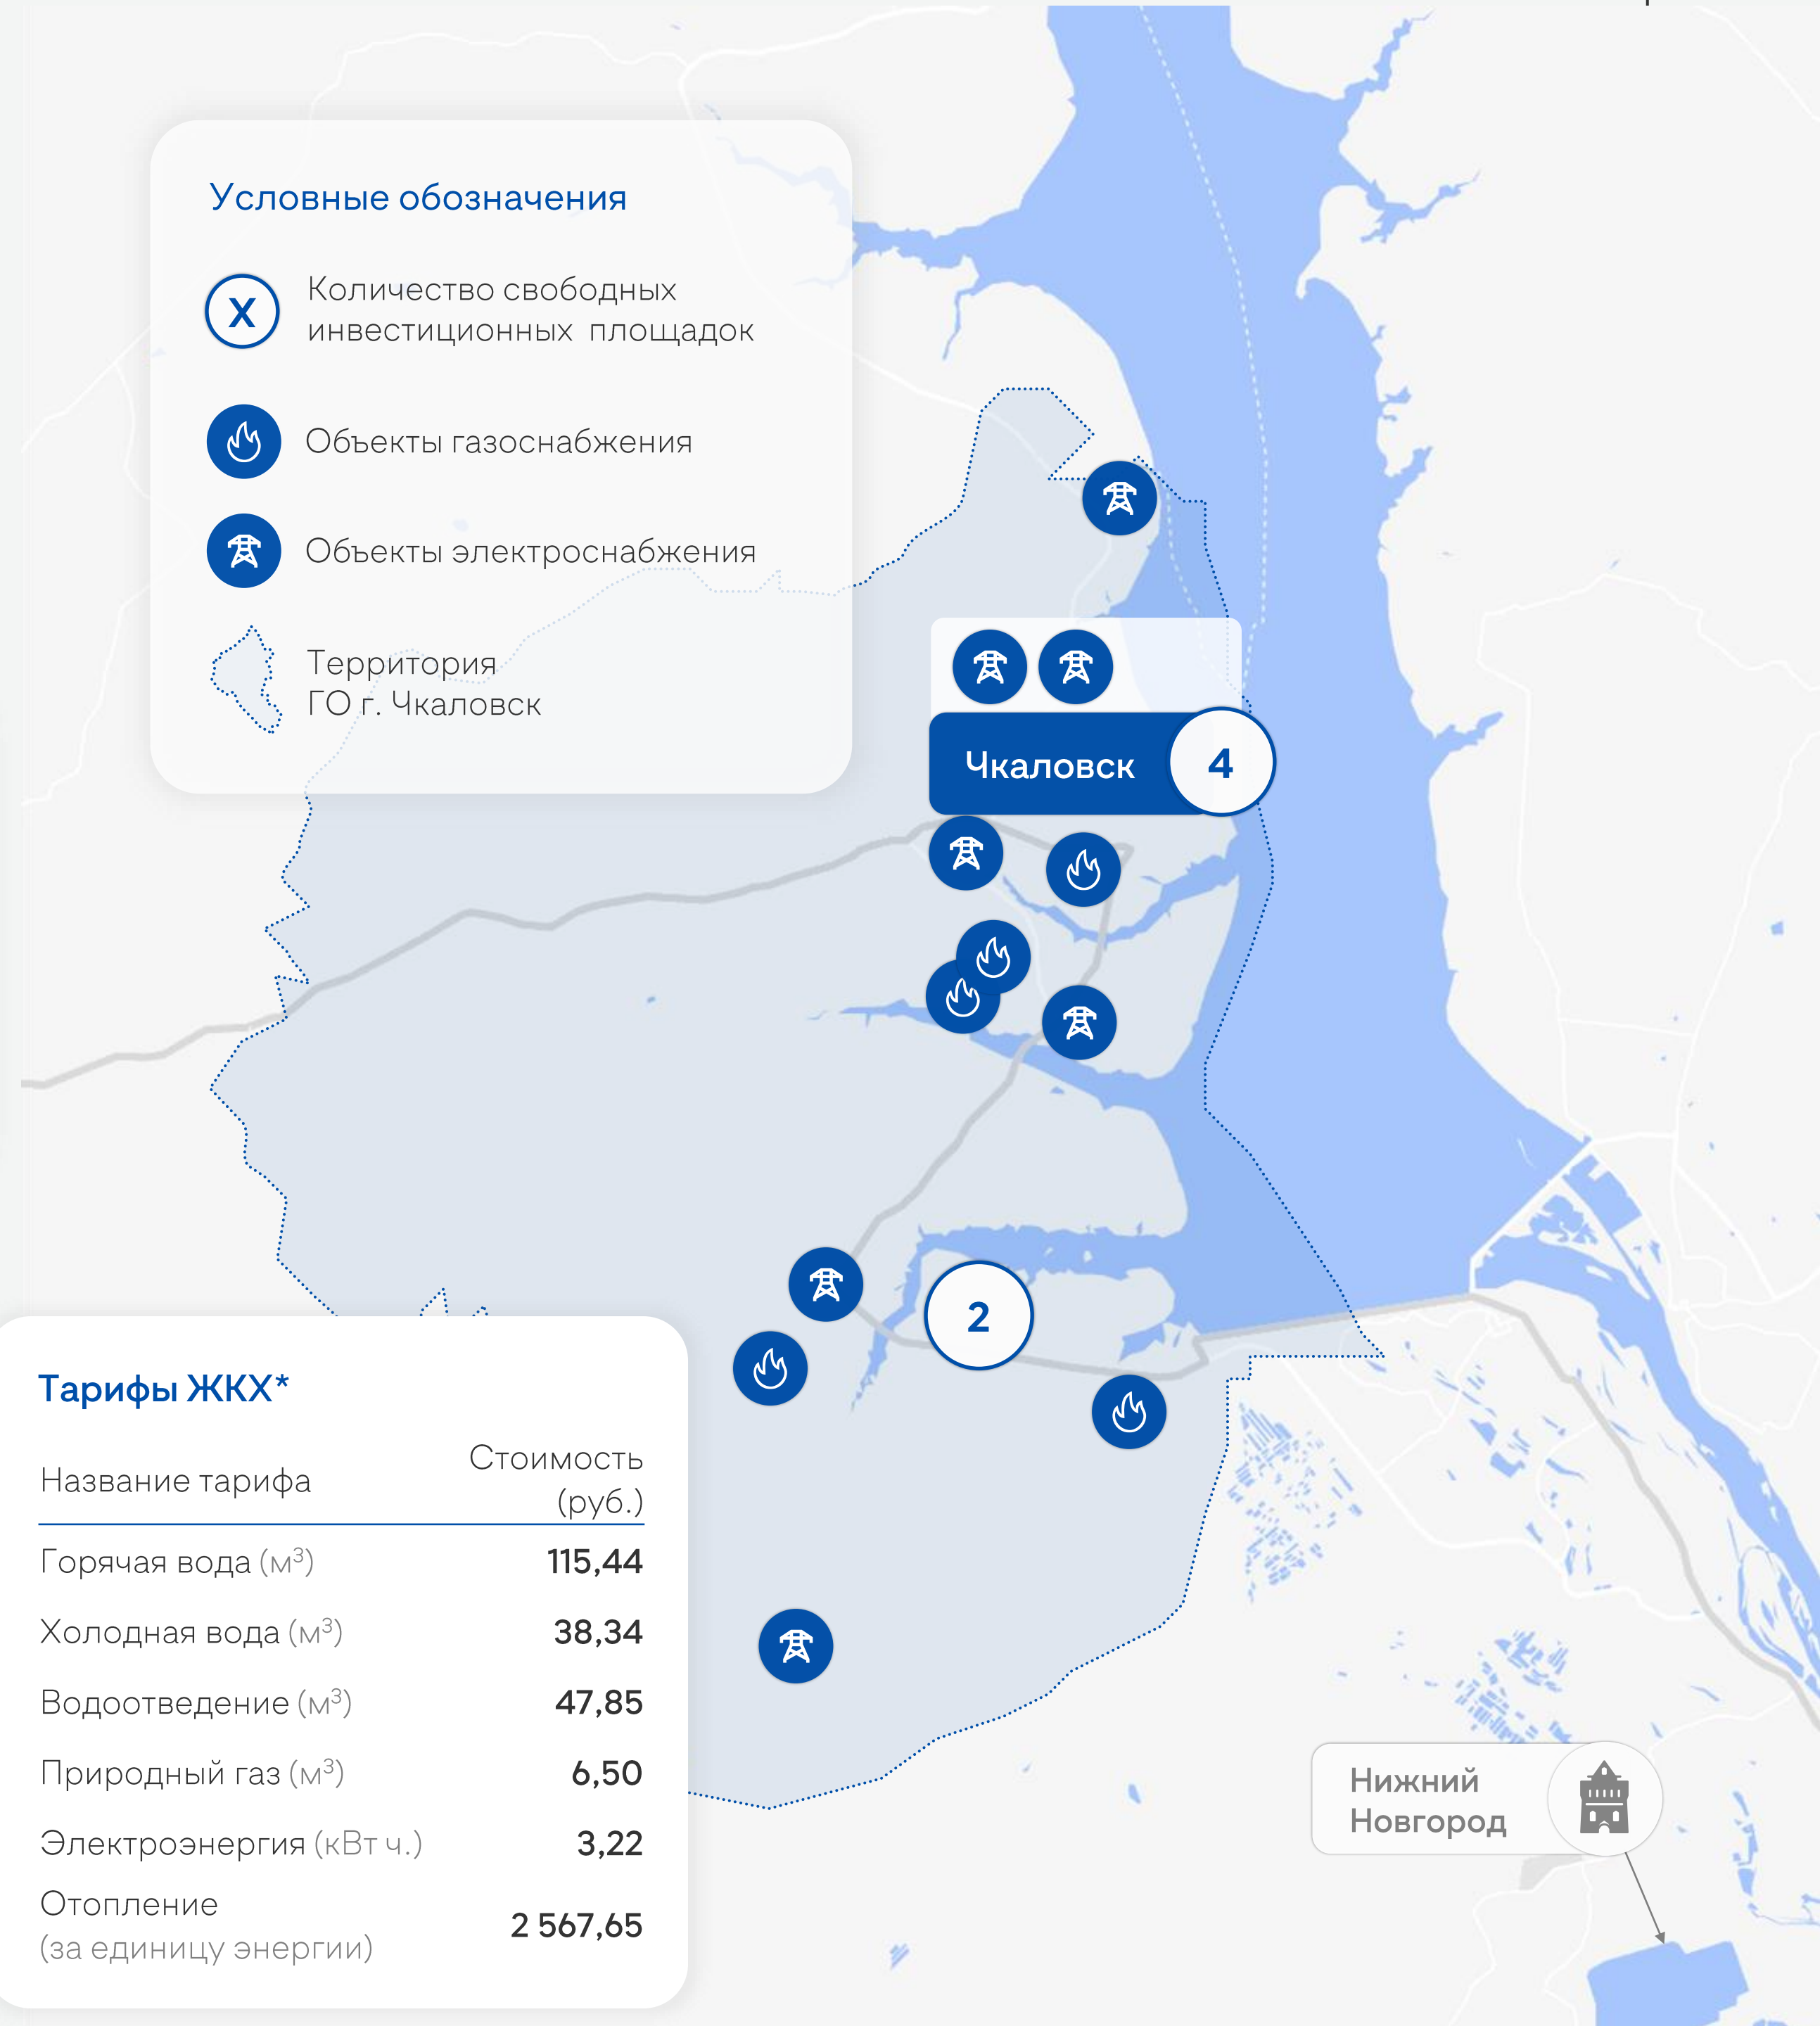 Условные обозначения
X
Количество свободных
инвестиционных площадок
Объекты газоснабжения
Объекты электроснабжения
Территория
ГО г. Чкаловск
Чкаловск
4
2
Тарифы ЖКХ*
Название тарифа
Стоимость
(руб.)
Горячая вода (м³) 115,44
Холодная вода (м³) 38,34
Водоотведение (м³) 47,85
Природный газ (м³) 6,50
Электроэнергия (кВт ч.) 3,22
Отопление
(за единицу энергии) 2 567,65
Нижний
Новгород